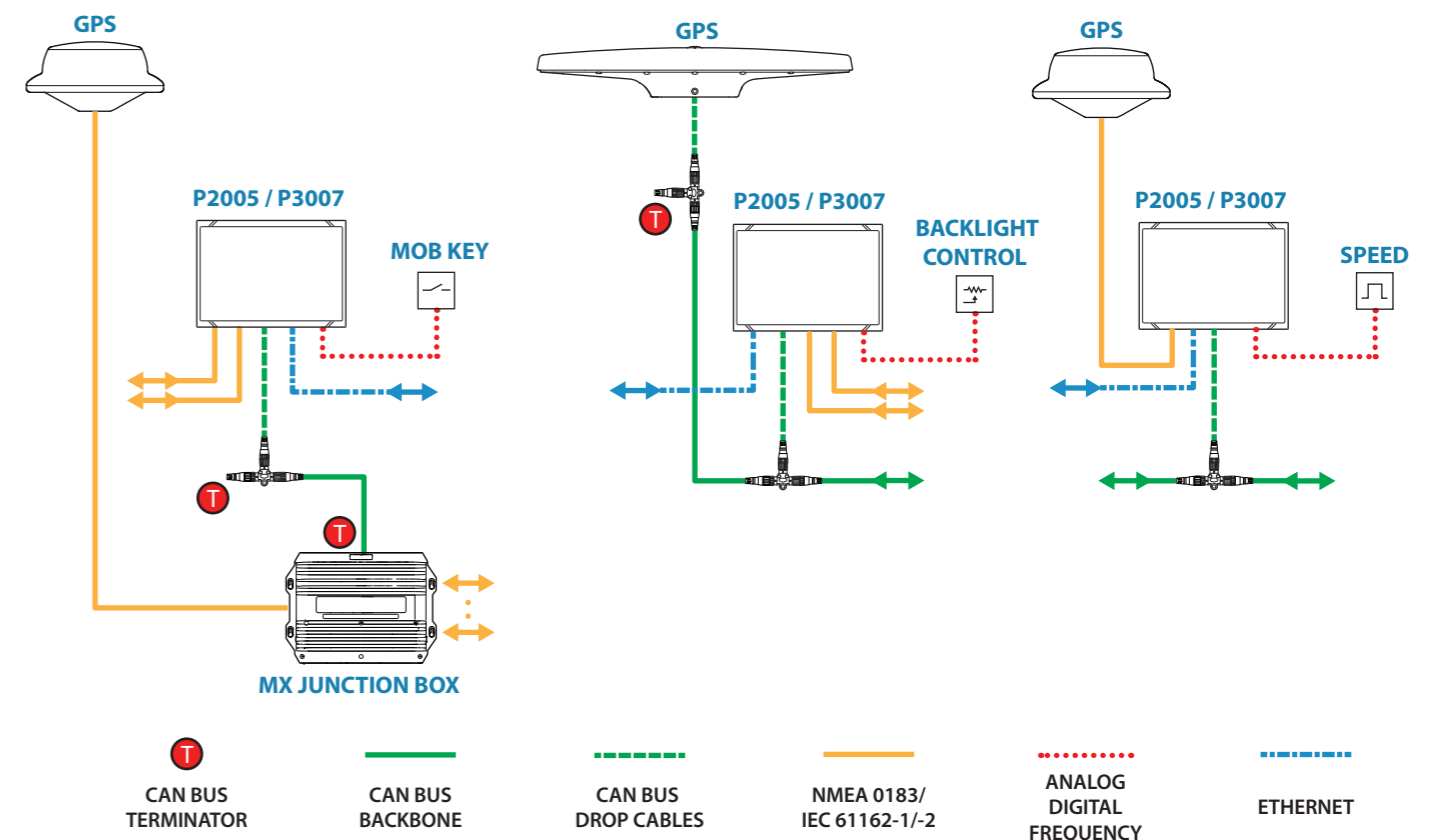 GPS
GPS
GPS
P2005 / P3007
MOB KEY
P2005 / P3007
BACKLIGHT
CONTROL
P2005 / P3007
SPEED
T
T
T
MX JUNCTION BOX
T
CAN BUS
TERMINATOR
CAN BUS
BACKBONE
CAN BUS
DROP CABLES
NMEA 0183/
IEC 61162-1/-2
ANALOG
DIGITAL
FREQUENCY
ETHERNET